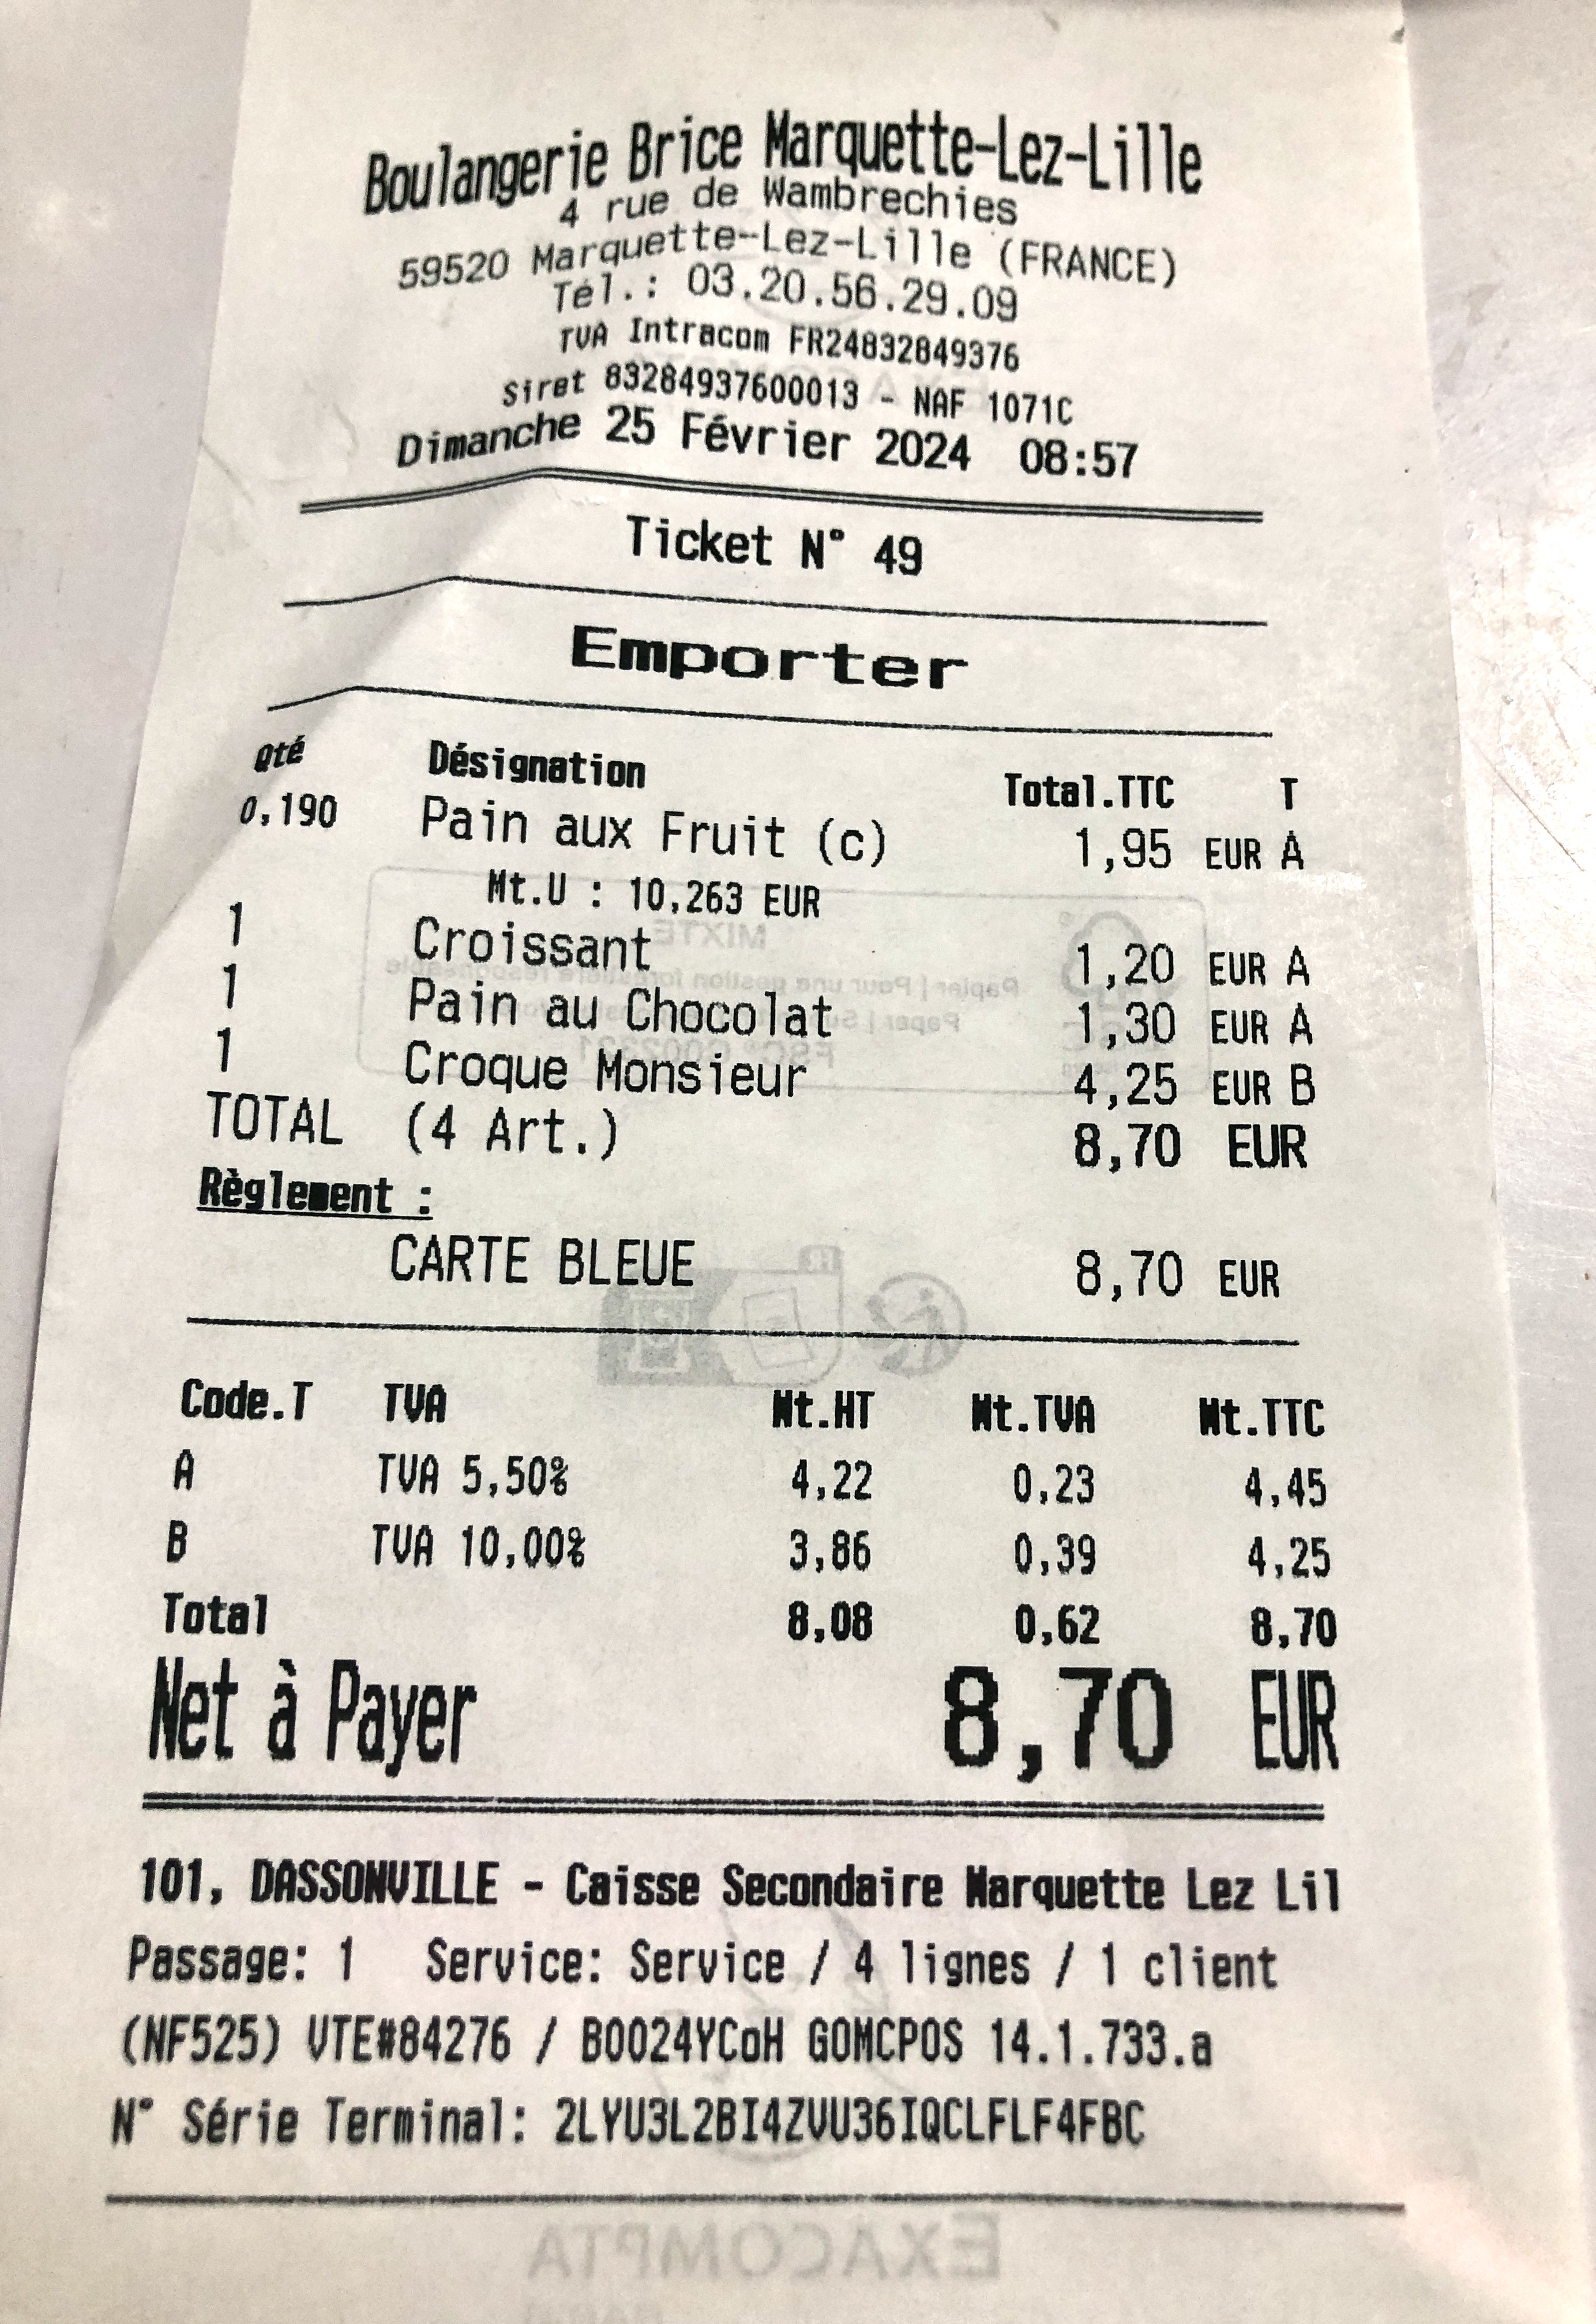 Boulangerie Brice Marquette-Lez-Lille
4 rue de Wambrechies
59520 Marquette-Lez-Lille (FRANCE)
Tél.: 03.20.56.29.09
TVA Intracom FR24832849376
Siret 83284937600013 - NAF 1071C
Dimanche 25 Février 2024 08:57
Ticket N° 49
Emporter
Qté Désignation Total.TTC T
0,190 Pain aux Fruit (c) 1,95 EUR A
Mt.U : 10,263 EUR
1 Croissant 1,20 EUR A
1 Pain au Chocolat 1,30 EUR A
1 Croque Monsieur 4,25 EUR B
TOTAL (4 Art.) 8,70 EUR
Règlement :
CARTE BLEUE 8,70 EUR
Code.T TVA Mt.HT Mt.TVA Mt.TTC
A TVA 5,50% 4,22 0,23 4,45
B TVA 10,00% 3,86 0,39 4,25
Total 8,08 0,62 8,70
Net à Payer 8,70 EUR
101, DASSONVILLE - Caisse Secondaire Marquette Lez Lil
Passage: 1 Service: Service / 4 lignes / 1 client
(NF525) VTE#84276 / B0024YCoH GOMCPOS 14.1.733.a
N° Série Terminal: 2LYU3L2BI4ZVU36IQCLFLF4FBC
EXACOMPTA